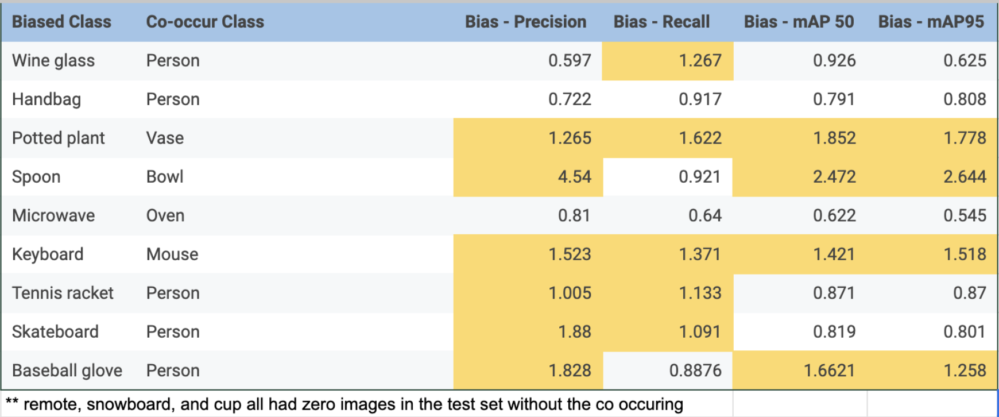 Biased Class Co-occur Class Bias - Precision Bias - Recall Bias - mAP 50 Bias - mAP95
Wine glass Person 0.597 1.267 0.926 0.625
Handbag Person 0.722 0.917 0.791 0.808
Potted plant Vase 1.265 1.622 1.852 1.778
Spoon Bowl 4.54 0.921 2.472 2.644
Microwave Oven 0.81 0.64 0.622 0.545
Keyboard Mouse 1.523 1.371 1.421 1.518
Tennis racket Person 1.005 1.133 0.871 0.87
Skateboard Person 1.88 1.091 0.819 0.801
Baseball glove Person 1.828 0.8876 1.6621 1.258
** remote, snowboard, and cup all had zero images in the test set without the co occuring